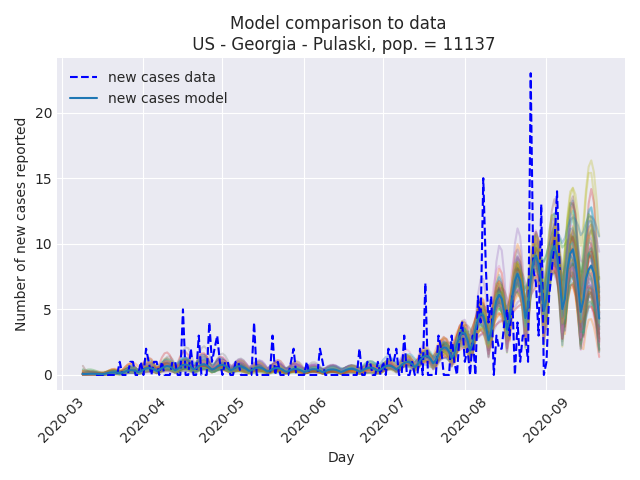 Model comparison to data
US - Georgia - Pulaski, pop. = 11137
new cases data
new cases model
Number of new cases reported
20
15
10
5
0
2020-03
2020-04
2020-05
2020-06
2020-07
2020-08
2020-09
Day